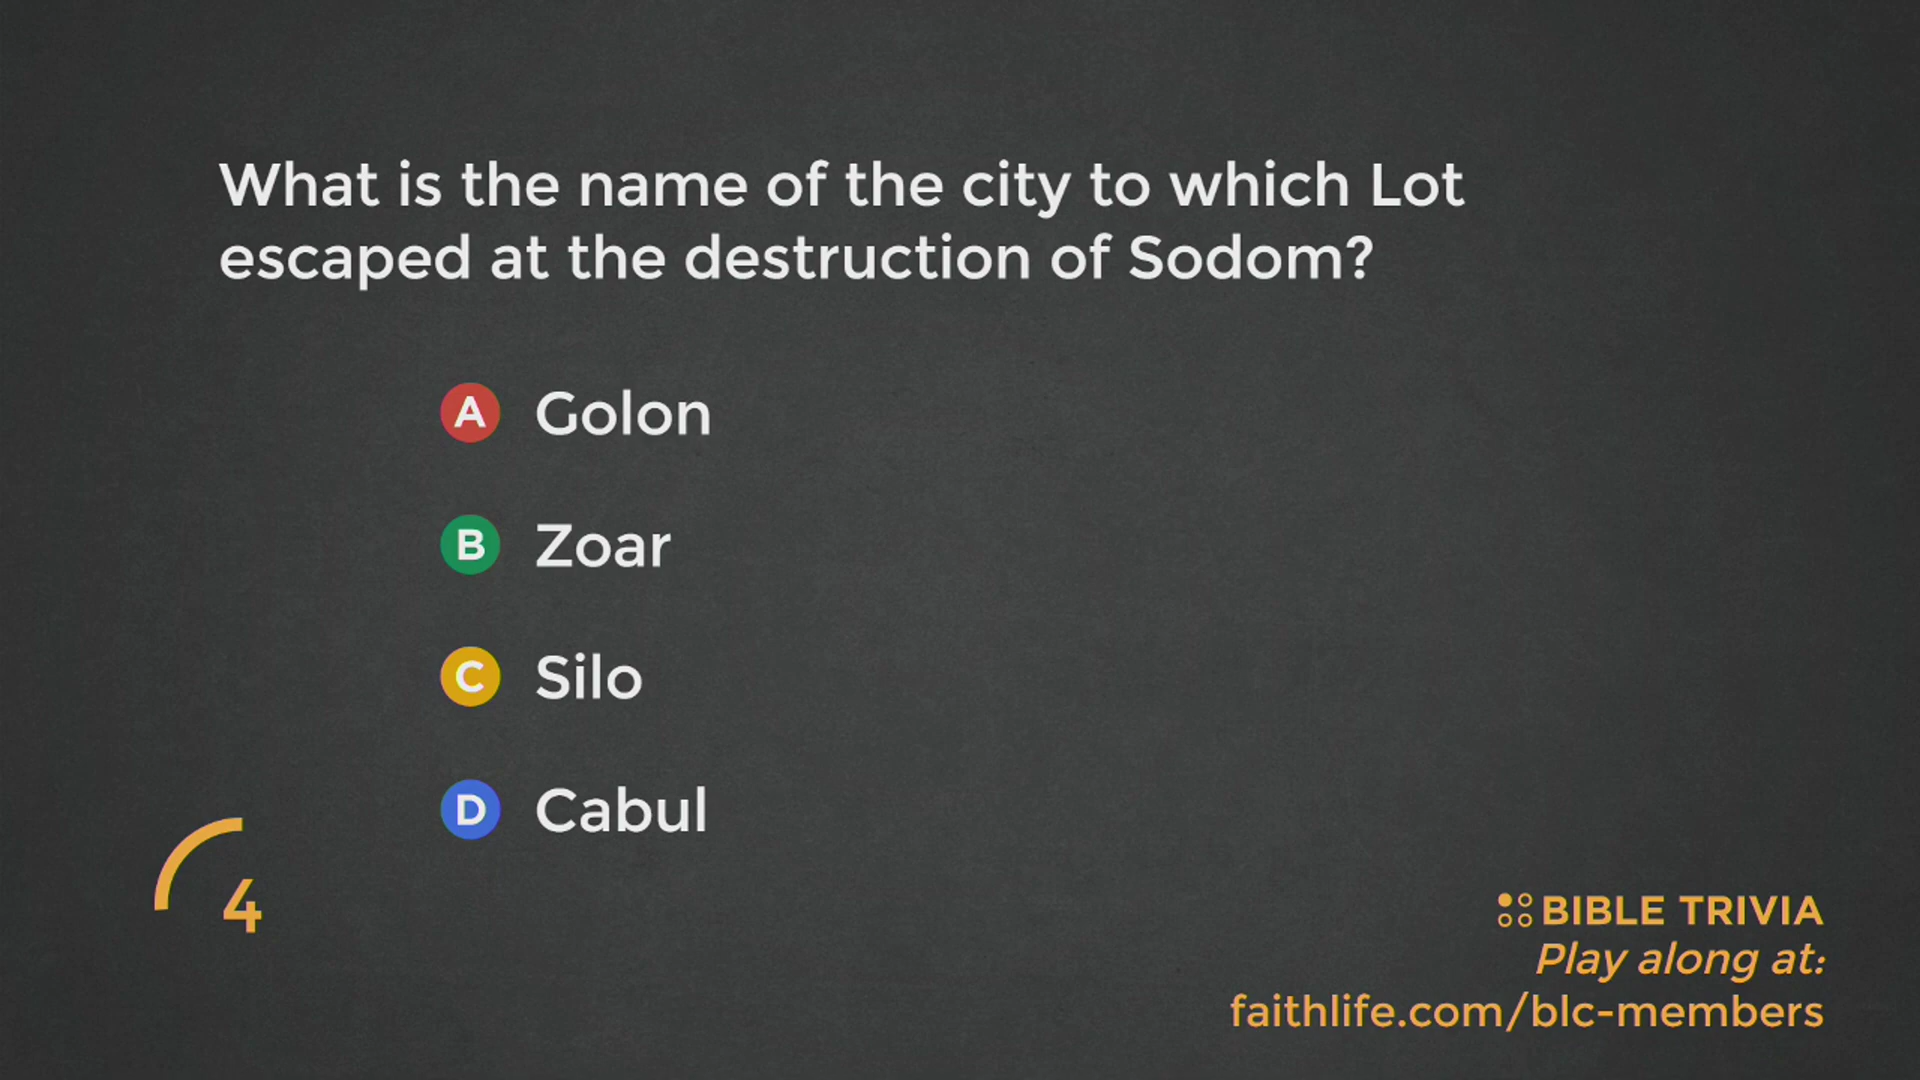 What is the name of the city to which Lot
escaped at the destruction of Sodom?
A Golon
B Zoar
C Silo
D Cabul
4
BIBLE TRIVIA
Play along at:
faithlife.com/blc-members